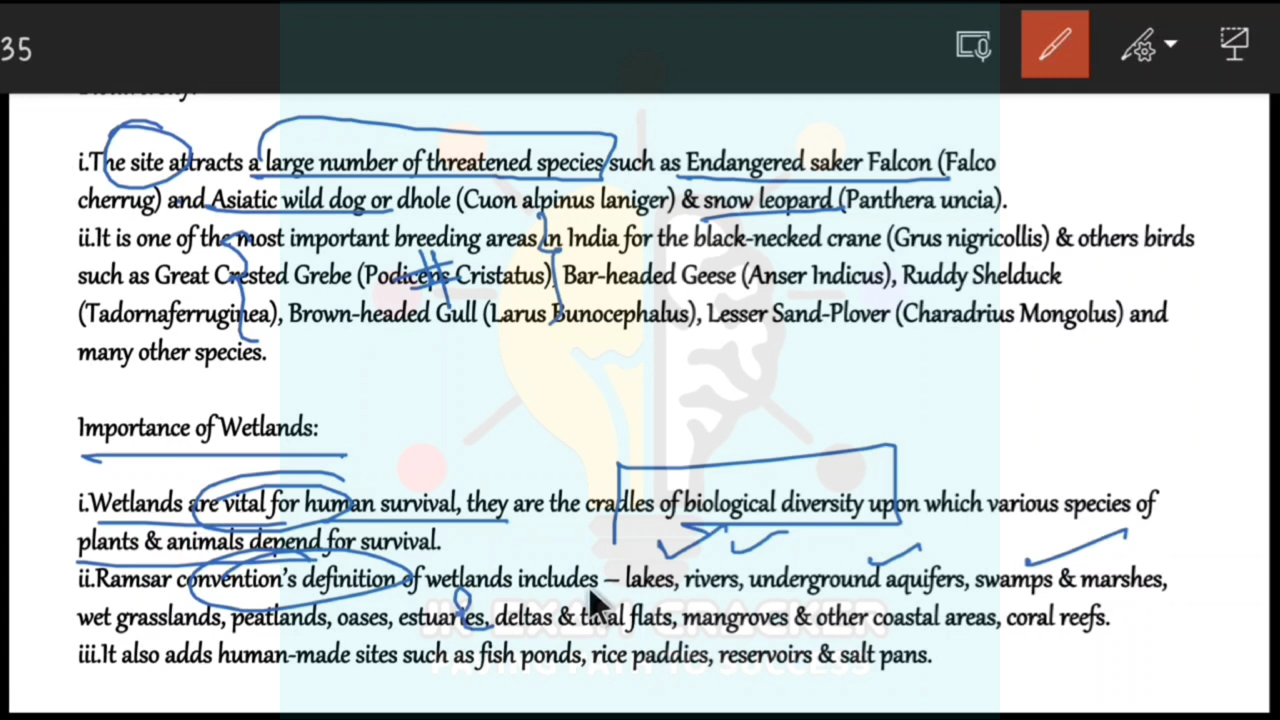 35
i.The site attracts a large number of threatened species such as Endangered saker Falcon (Falco
cherrug) and Asiatic wild dog or dhole (Cuon alpinus laniger) & snow leopard (Panthera uncia).
ii.It is one of the most important breeding areas in India for the black-necked crane (Grus nigricollis) & others birds
such as Great Crested Grebe (Podiceps Cristatus), Bar-headed Geese (Anser Indicus), Ruddy Shelduck
(Tadornaferruginea), Brown-headed Gull (Larus Bunocephalus), Lesser Sand-Plover (Charadrius Mongolus) and
many other species.
Importance of Wetlands:
i.Wetlands are vital for human survival, they are the cradles of biological diversity upon which various species of
plants & animals depend for survival.
ii.Ramsar convention's definition of wetlands includes – lakes, rivers, underground aquifers, swamps & marshes,
wet grasslands, peatlands, oases, estuaries, deltas & tidal flats, mangroves & other coastal areas, coral reefs.
iii.It also adds human-made sites such as fish ponds, rice paddies, reservoirs & salt pans.